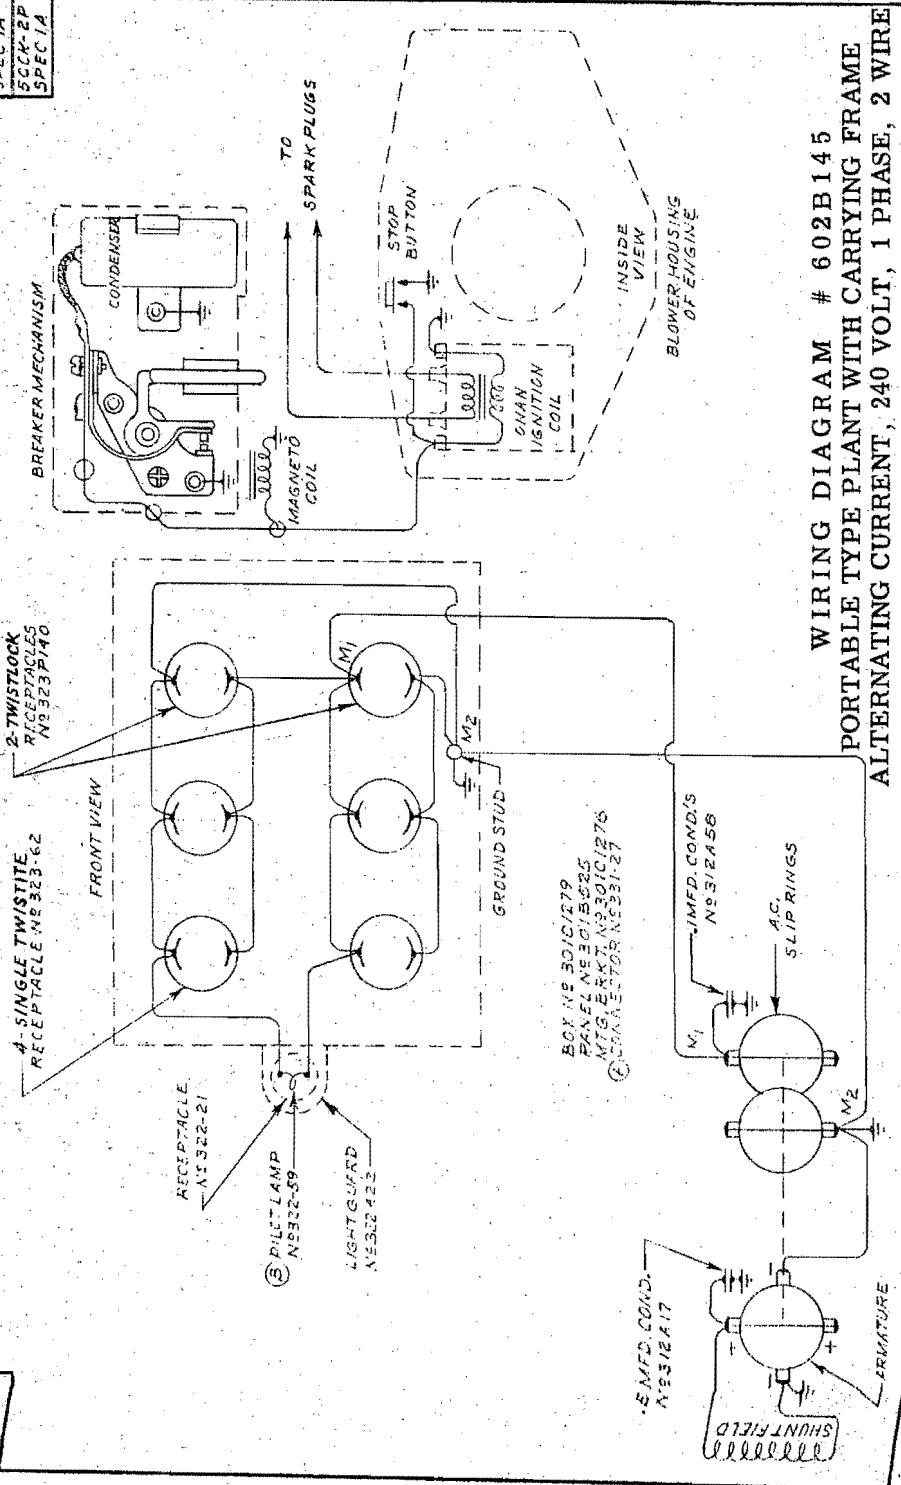 5CCK-2P
SPEC 1A
BREAKER MECHANISM
CONDENSER
MAGNETO
COIL
TO
SPARK PLUGS
STOP
BUTTON
ONAN
IGNITION
COIL
INSIDE
VIEW
BLOWER HOUSING
OF ENGINE
2-TWISTLOCK
RECEPTACLES
Nº 323P140
4-SINGLE TWISTITE
RECEPTACLE Nº 323-62
FRONT VIEW
M1
M2
GROUND STUD
RECEPTACLE
Nº 322-21
B PILOT LAMP
Nº 322-59
LIGHT GUARD
Nº 322A23
BOX Nº 301C1279
PANEL Nº 301B525
MTG. BRKT. Nº 301C1276
CONNECTOR Nº 331-27
.1 MFD. COND.'S
Nº 312A58
A.C.
SLIP RINGS
M1
M2
.5 MFD. COND.
Nº 312A17
+
+
-
-
ARMATURE
SHUNT FIELD
WIRING DIAGRAM # 602B145
PORTABLE TYPE PLANT WITH CARRYING FRAME
ALTERNATING CURRENT, 240 VOLT, 1 PHASE, 2 WIRE